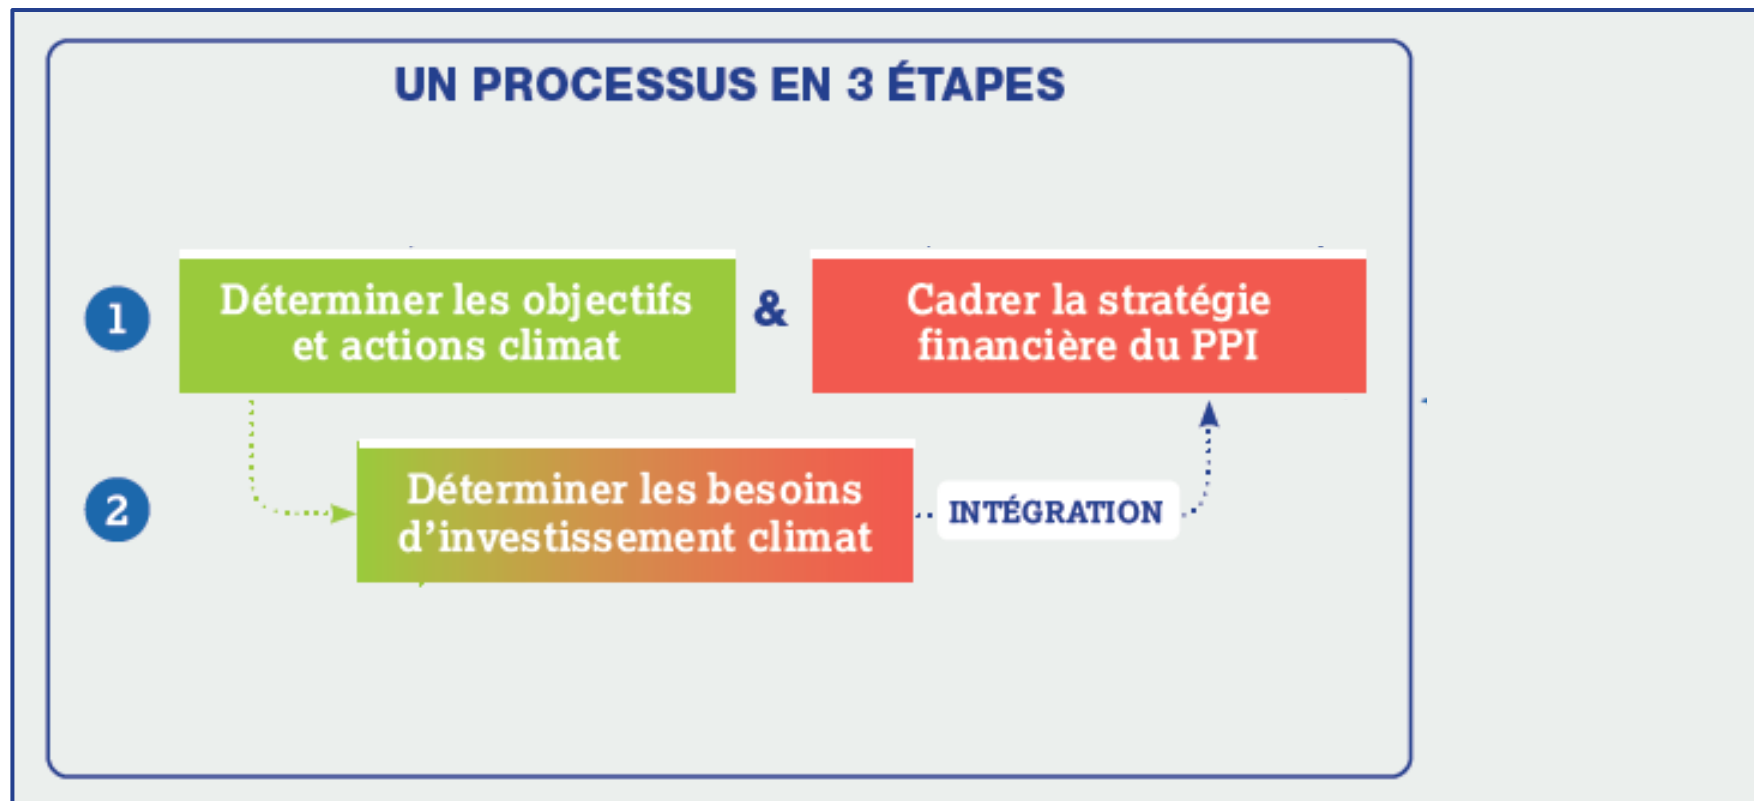 UN PROCESSUS EN 3 ÉTAPES
1
Déterminer les objectifs
et actions climat
&
Cadrer la stratégie
financière du PPI
2
Déterminer les besoins
d’investissement climat
INTÉGRATION